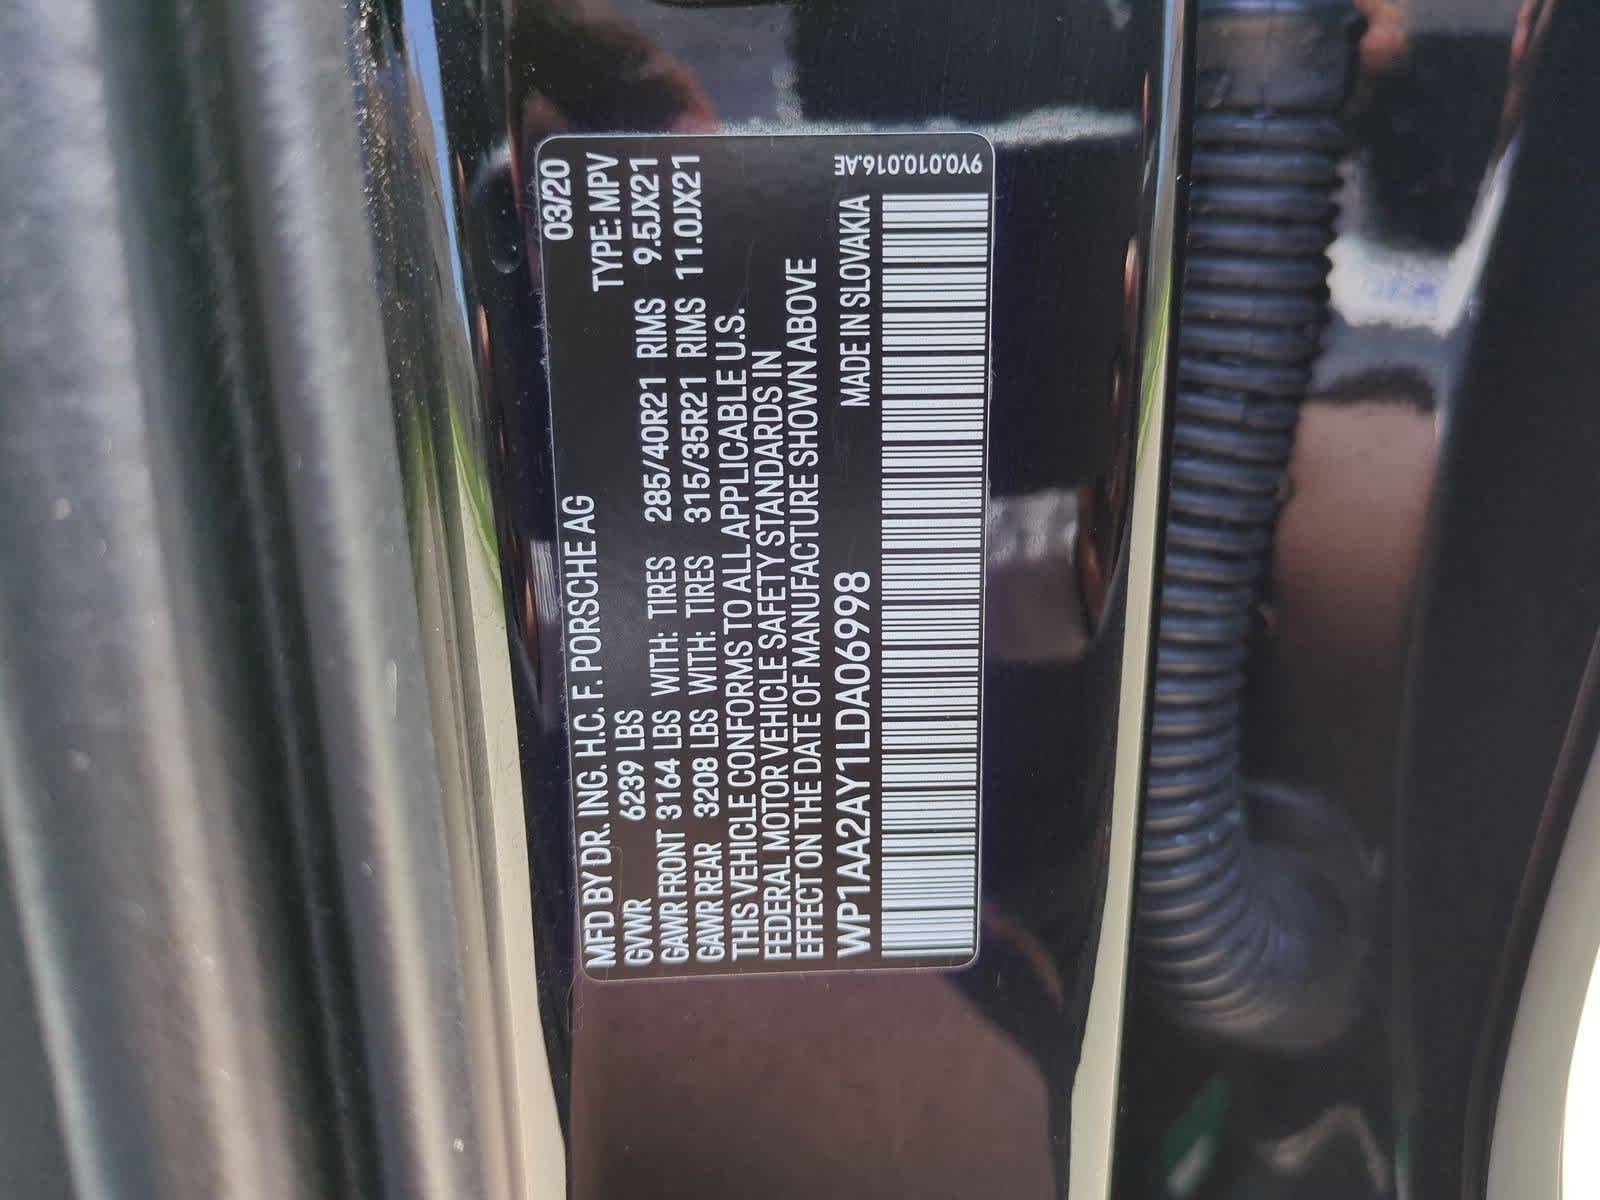 03/20
MFD BY DR. ING. H.C. F. PORSCHE AG TYPE: MPV
GVWR 6239 LBS
GAWR FRONT 3164 LBS WITH: TIRES 285/40R21 RIMS 9.5JX21
GAWR REAR 3208 LBS WITH: TIRES 315/35R21 RIMS 11.0JX21
THIS VEHICLE CONFORMS TO ALL APPLICABLE U.S.
FEDERAL MOTOR VEHICLE SAFETY STANDARDS IN
EFFECT ON THE DATE OF MANUFACTURE SHOWN ABOVE
WP1AA2AY1LDA06998 MADE IN SLOVAKIA
9Y0.010.016.AE